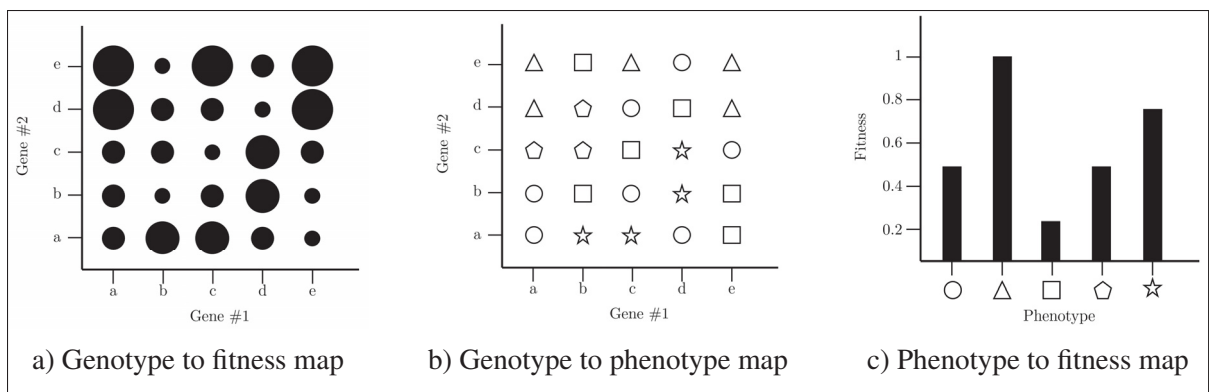 e
d
c
b
a
Gene #2
a b c d e
Gene #1
a) Genotype to fitness map
e
d
c
b
a
Gene #2
a b c d e
Gene #1
b) Genotype to phenotype map
1
0.8
0.6
0.4
0.2
Fitness
Phenotype
c) Phenotype to fitness map